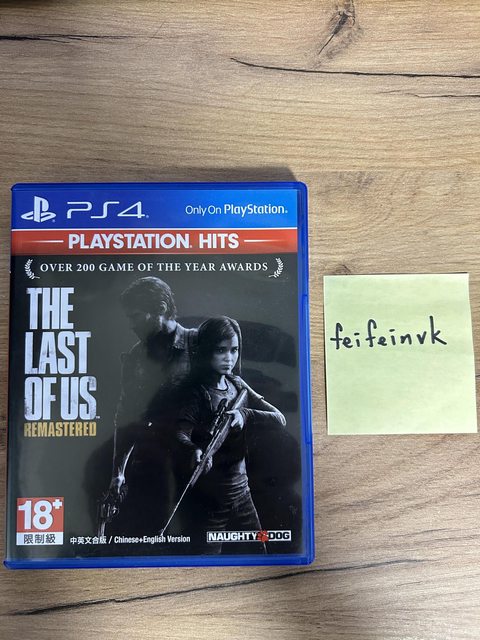 PS4
Only On PlayStation.
PLAYSTATION HITS
OVER 200 GAME OF THE YEAR AWARDS
THE
LAST
OF US
REMASTERED
feifeinvk
18+
限制級
中英文合版 / Chinese+English Version
NAUGHTY DOG